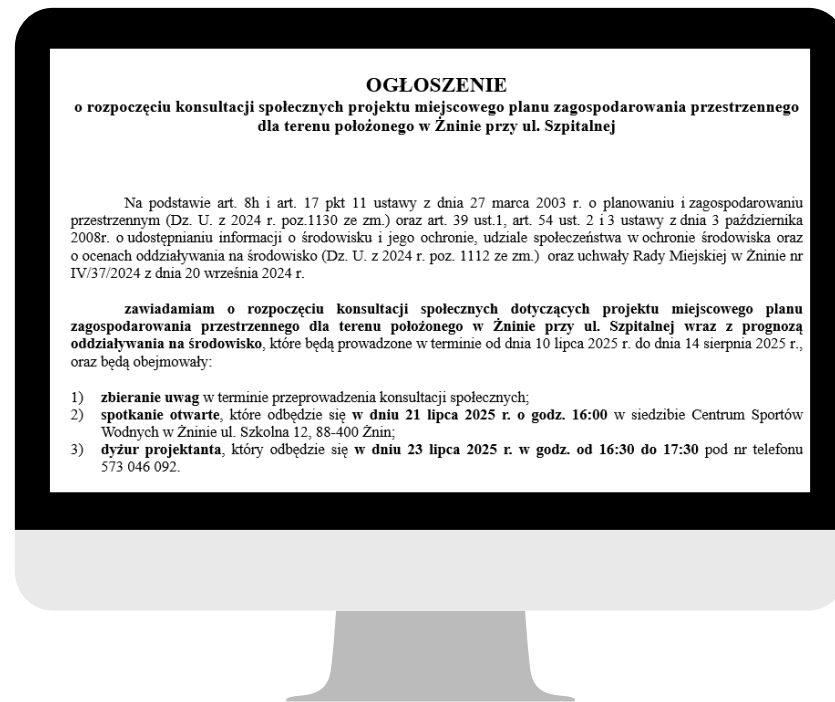 OGŁOSZENIE
o rozpoczęciu konsultacji społecznych projektu miejscowego planu zagospodarowania przestrzennego
dla terenu położonego w Żninie przy ul. Szpitalnej
Na podstawie art. 8h i art. 17 pkt 11 ustawy z dnia 27 marca 2003 r. o planowaniu i zagospodarowaniu
przestrzennym (Dz. U. z 2024 r. poz.1130 ze zm.) oraz art. 39 ust.1, art. 54 ust. 2 i 3 ustawy z dnia 3 października
2008r. o udostępnianiu informacji o środowisku i jego ochronie, udziale społeczeństwa w ochronie środowiska oraz
o ocenach oddziaływania na środowisko (Dz. U. z 2024 r. poz. 1112 ze zm.) oraz uchwały Rady Miejskiej w Żninie nr
IV/37/2024 z dnia 20 września 2024 r.
zawiadamiam o rozpoczęciu konsultacji społecznych dotyczących projektu miejscowego planu
zagospodarowania przestrzennego dla terenu położonego w Żninie przy ul. Szpitalnej wraz z prognozą
oddziaływania na środowisko, które będą prowadzone w terminie od dnia 10 lipca 2025 r. do dnia 14 sierpnia 2025 r.,
oraz będą obejmowały:
1) zbieranie uwag w terminie przeprowadzenia konsultacji społecznych;
2) spotkanie otwarte, które odbędzie się w dniu 21 lipca 2025 r. o godz. 16:00 w siedzibie Centrum Sportów
Wodnych w Żninie ul. Szkolna 12, 88-400 Żnin;
3) dyżur projektanta, który odbędzie się w dniu 23 lipca 2025 r. w godz. od 16:30 do 17:30 pod nr telefonu
573 046 092.